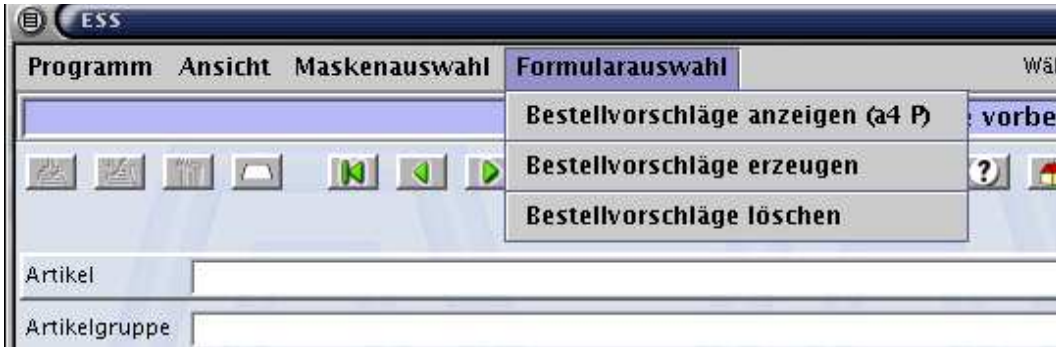 ESS
Programm Ansicht Maskenauswahl Formularauswahl
Bestellvorschläge anzeigen (a4 P)
Bestellvorschläge erzeugen
Bestellvorschläge löschen
Artikel
Artikelgruppe